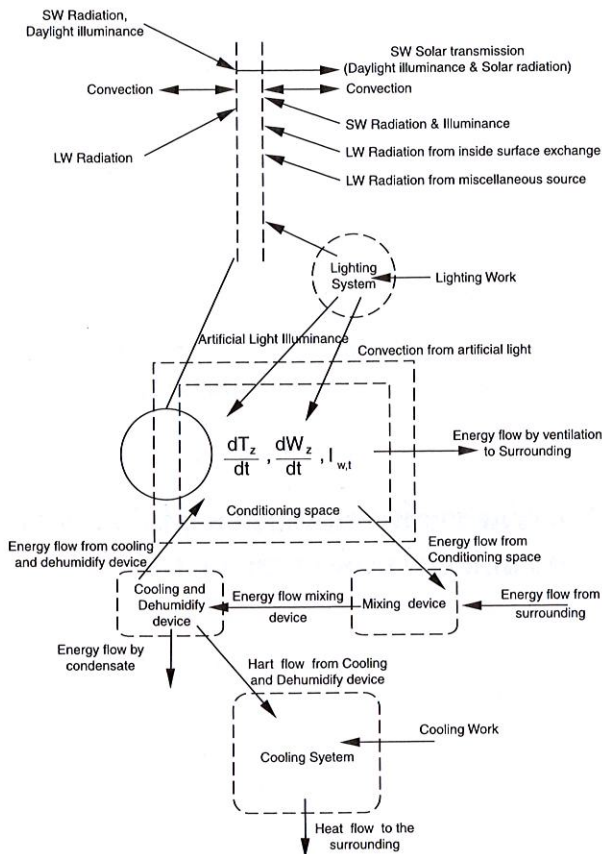 SW Radiation,
Daylight illuminance
SW Solar transmission
(Daylight illuminance & Solar radiation)
Convection
Convection
SW Radiation & Illuminance
LW Radiation
LW Radiation from inside surface exchange
LW Radiation from miscellaneous source
Lighting
System
Lighting Work
Artificial Light Illuminance
Convection from artificial light
dT_z/dt , dW_z/dt , I_w,t
Energy flow by ventilation
to Surrounding
Conditioning space
Energy flow from cooling
and dehumidify device
Energy flow from
Conditioning space
Cooling and
Dehumidify
device
Energy flow mixing
device
Mixing device
Energy flow from
surrounding
Energy flow by
condensate
Hart flow from Cooling
and Dehumidify device
Cooling Work
Cooling Syetem
Heat flow to the
surrounding